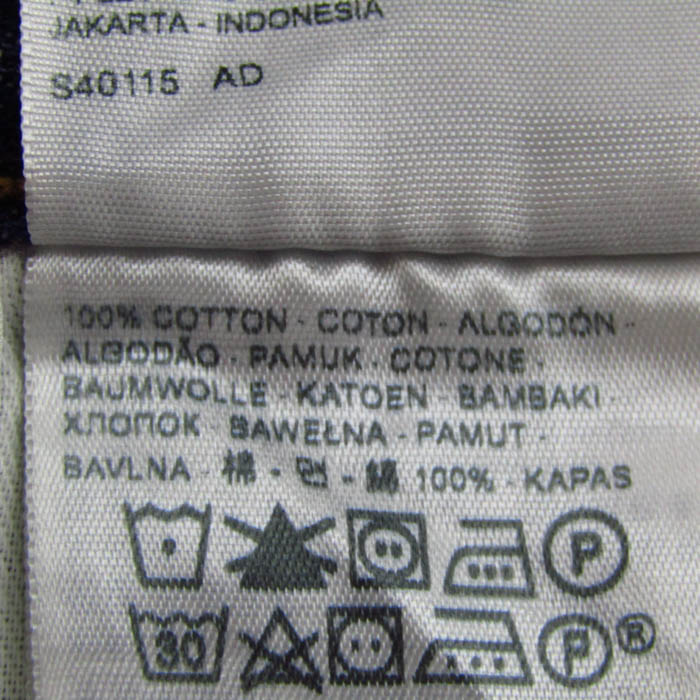 JAKARTA - INDONESIA
S40115 AD
100% COTTON - COTON - ALGODÓN -
ALGODÃO - PAMUK - COTONE -
BAUMWOLLE - KATOEN - BAMBAKI -
ХЛОПОК - BAWEŁNA - PAMUT -
BAVLNA - 棉 - 면 - 綿 100% - KAPAS
P
30 P ®